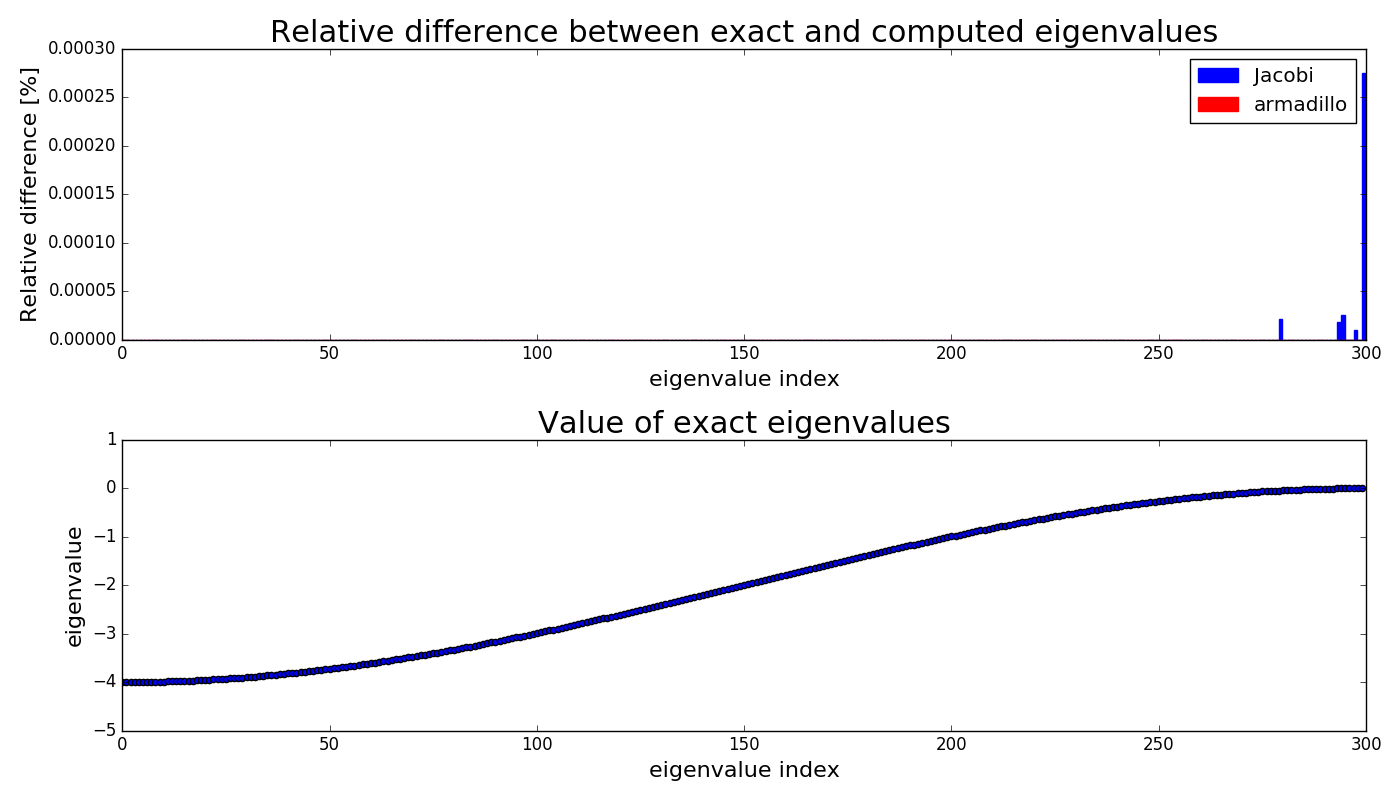 Relative difference between exact and computed eigenvalues
Relative difference [%]
0.00030
0.00025
0.00020
0.00015
0.00010
0.00005
0.00000
Jacobi
armadillo
0 50 100 150 200 250 300
eigenvalue index
Value of exact eigenvalues
eigenvalue
1
0
−1
−2
−3
−4
−5
0 50 100 150 200 250 300
eigenvalue index